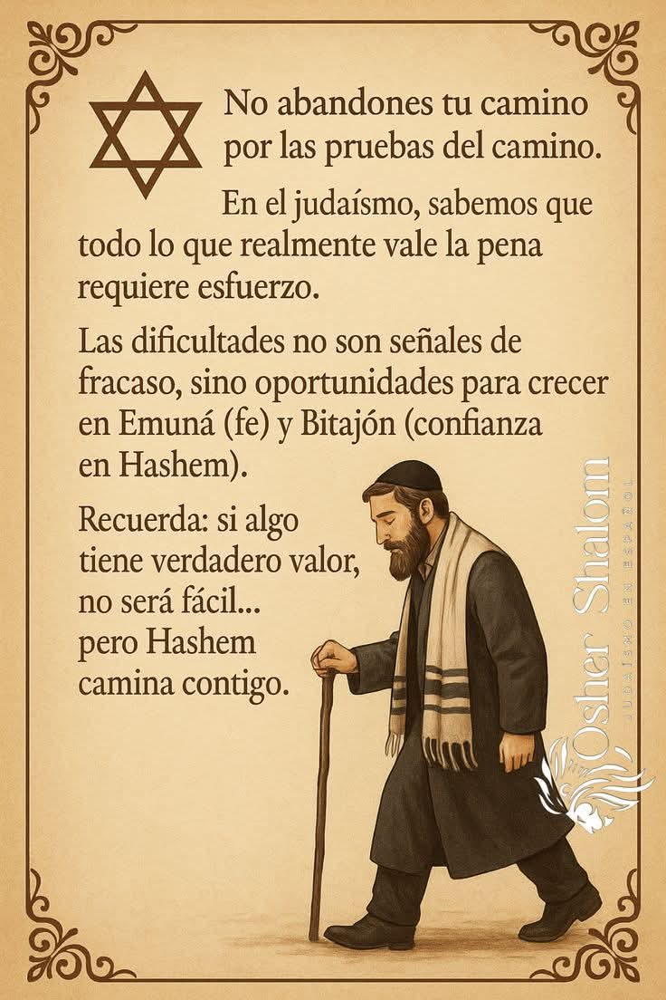 No abandones tu camino
por las pruebas del camino.
En el judaísmo, sabemos que
todo lo que realmente vale la pena
requiere esfuerzo.
Las dificultades no son señales de
fracaso, sino oportunidades para crecer
en Emuná (fe) y Bitajón (confianza
en Hashem).
Recuerda: si algo
tiene verdadero valor,
no será fácil...
pero Hashem
camina contigo.
Osher Shalom
JUDAÍSMO EN ESPAÑOL